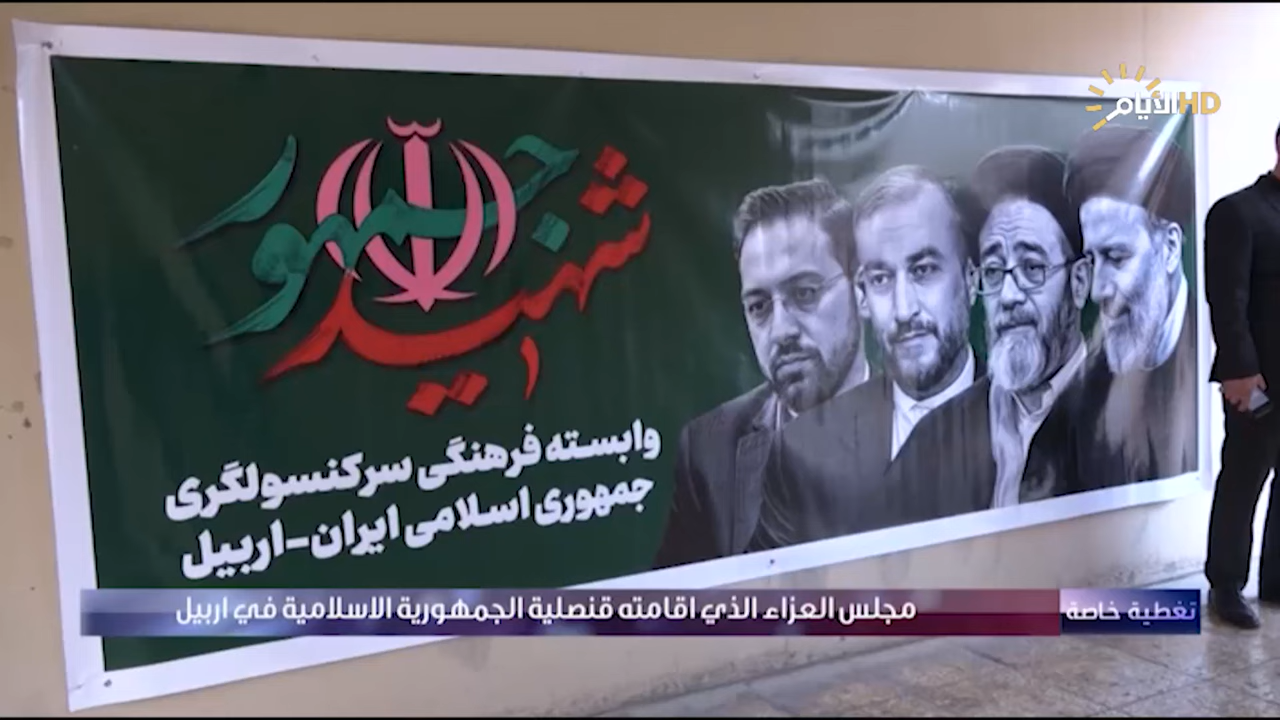 الأيام HD
شهید جمهور
وابسته فرهنگی سرکنسولگری
جمهوری اسلامی ایران-اربیل
تغطية خاصة
مجلس العزاء الذي اقامته قنصلية الجمهورية الاسلامية في اربيل